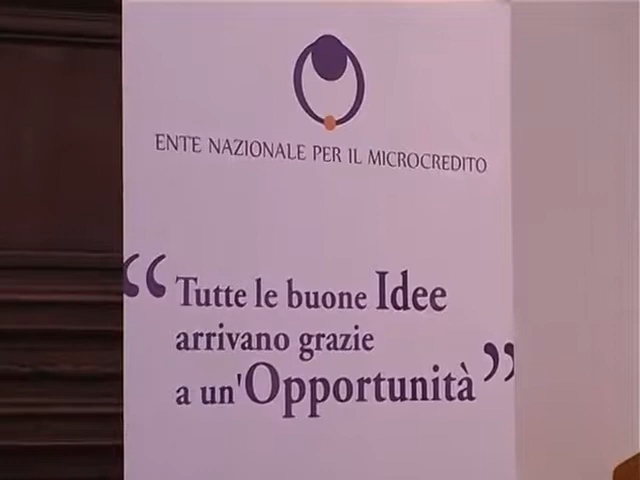 ENTE NAZIONALE PER IL MICROCREDITO
“Tutte le buone Idee
arrivano grazie
a un'Opportunità”